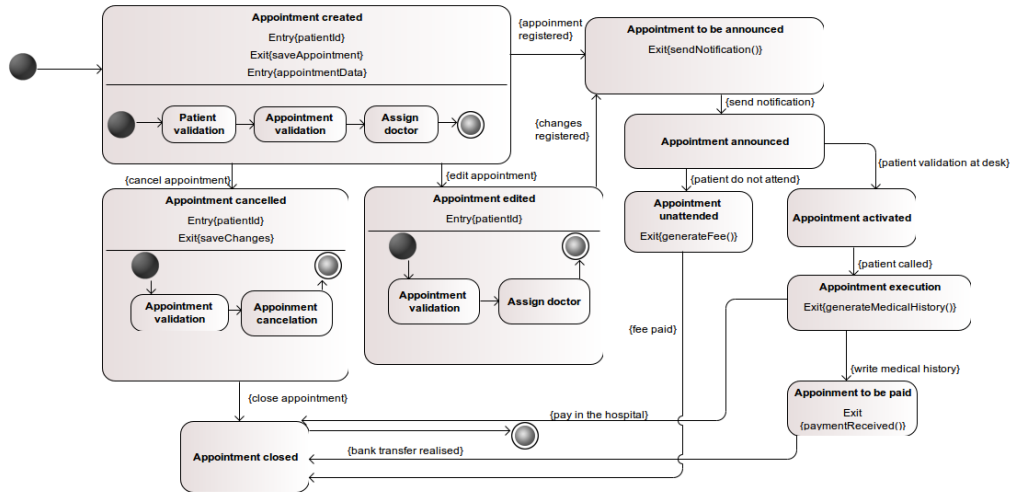 Appointment created
Entry{patientId}
Exit{saveAppointment}
Entry{appointmentData}
Patient
validation
Appointment
validation
Assign
doctor
{appoinment
registered}
Appointment to be announced
Exit{sendNotification()}
{send notification}
{changes
registered}
Appointment announced
{patient validation at desk}
{patient do not attend}
{cancel appointment}
{edit appointment}
Appointment cancelled
Entry{patientId}
Exit{saveChanges}
Appointment
validation
Appoinment
cancelation
Appointment edited
Entry{patientId}
Appointment
validation
Assign doctor
Appointment
unattended
Exit{generateFee()}
Appointment activated
{patient called}
Appointment execution
Exit{generateMedicalHistory()}
{fee paid}
{write medical history}
Appoinment to be paid
Exit
{paymentReceived()}
{close appointment}
{pay in the hospital}
Appointment closed
{bank transfer realised}